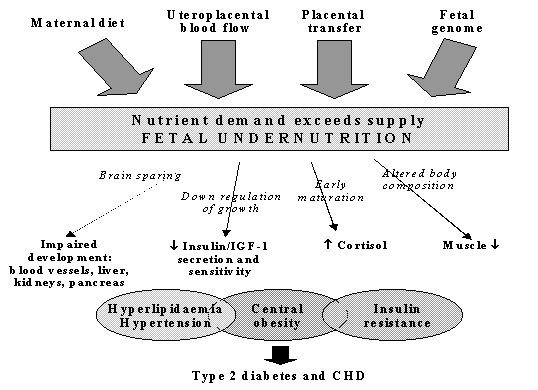 Maternal diet
Uteroplacental
blood flow
Placental
transfer
Fetal
genome
Nutrient demand exceeds supply
FETAL UNDERNUTRITION
Brain sparing
Down regulation
of growth
Early
maturation
Altered body
composition
Impaired
development:
blood vessels, liver,
kidneys, pancreas
↓ Insulin/IGF-1
secretion and
sensitivity
↑ Cortisol
Muscle ↓
Hyperlipidaemia
Hypertension
Central
obesity
Insulin
resistance
Type 2 diabetes and CHD